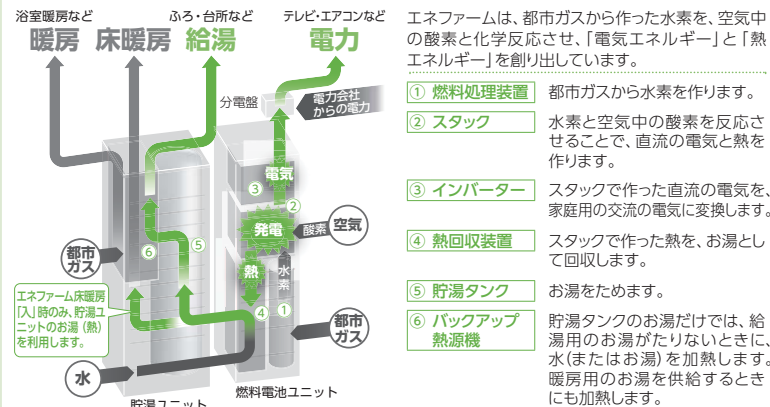 浴室暖房など
ふろ・台所など
テレビ・エアコンなど
暖房 床暖房 給湯
電力
分電盤
電力会社
からの電力
電気
③
②
発電
酸素
空気
⑥
⑤
都市
ガス
熱
水素
④
①
エネファーム床暖房
「入」時のみ、貯湯ユ
ニットのお湯（熱）
を利用します。
都市
ガス
水
燃料電池ユニット
貯湯ユニット
エネファームは、都市ガスから作った水素を、空気中
の酸素と化学反応させ、「電気エネルギー」と「熱
エネルギー」を創り出しています。
① 燃料処理装置 都市ガスから水素を作ります。
② スタック 水素と空気中の酸素を反応さ
せることで、直流の電気と熱を
作ります。
③ インバーター スタックで作った直流の電気を、
家庭用の交流の電気に変換します。
④ 熱回収装置 スタックで作った熱を、お湯とし
て回収します。
⑤ 貯湯タンク お湯をためます。
⑥ バックアップ 貯湯タンクのお湯だけでは、給
熱源機 湯用のお湯がたりないときに、
水(またはお湯)を加熱します。
暖房用のお湯を供給するとき
にも加熱します。